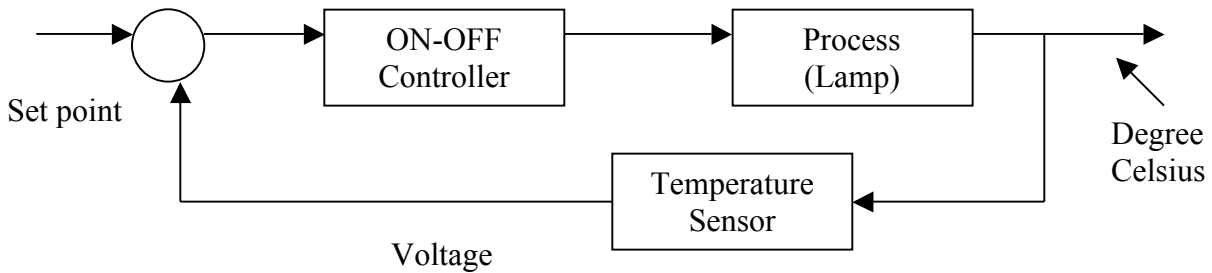 ON-OFF
Controller
Process
(Lamp)
Set point
Degree
Celsius
Temperature
Sensor
Voltage